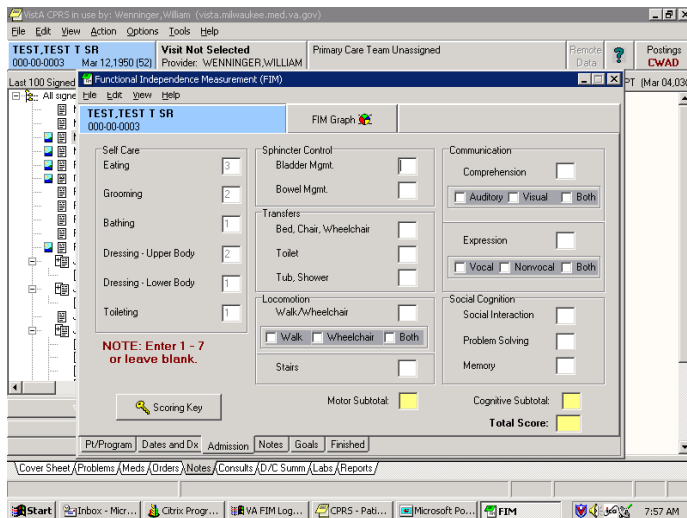 VistA CPRS in use by: Wenninger,William (vista.milwaukee.med.va.gov)
File Edit View Action Options Tools Help
TEST,TEST T SR
000-00-0003 Mar 12,1950 (52)
Visit Not Selected
Provider: WENNINGER,WILLIAM
Primary Care Team Unassigned
Remote
Data
Postings
CWAD
Last 100 Signed
PT (Mar 04,03
All signe
Functional Independence Measurement (FIM)
File Edit View Help
TEST,TEST T SR
000-00-0003
FIM Graph
Self Care
Eating 3
Grooming 2
Bathing 1
Dressing - Upper Body 2
Dressing - Lower Body 1
Toileting 1
NOTE: Enter 1 - 7
or leave blank.
Scoring Key
Sphincter Control
Bladder Mgmt.
Bowel Mgmt.
Transfers
Bed, Chair, Wheelchair
Toilet
Tub, Shower
Locomotion
Walk/Wheelchair
Walk Wheelchair Both
Stairs
Motor Subtotal:
Communication
Comprehension
Auditory Visual Both
Expression
Vocal Nonvocal Both
Social Cognition
Social Interaction
Problem Solving
Memory
Cognitive Subtotal:
Total Score:
Pt/Program Dates and Dx Admission Notes Goals Finished
Cover Sheet Problems Meds Orders Notes Consults D/C Summ Labs Reports
Start Inbox - Micr... Citrix Progr... VA FIM Log... CPRS - Pati... Microsoft Po... FIM 7:57 AM